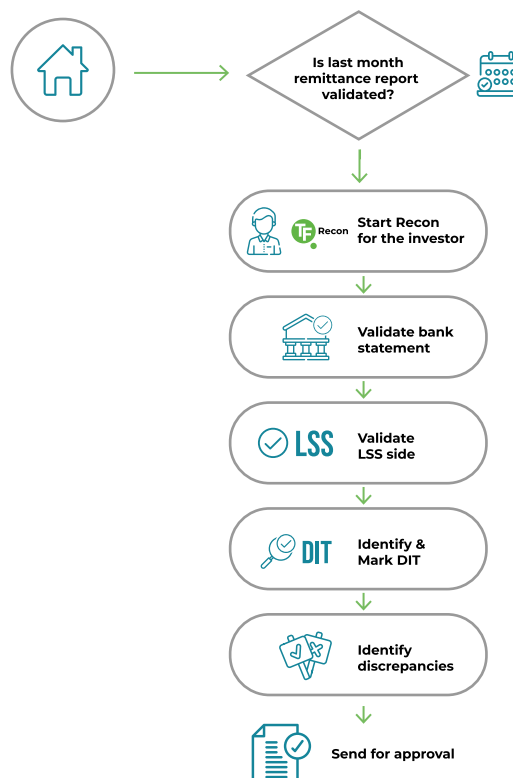 Is last month
remittance report
validated?
TF Recon
Start Recon
for the investor
Validate bank
statement
LSS
Validate
LSS side
DIT
Identify &
Mark DIT
Identify
discrepancies
Send for approval